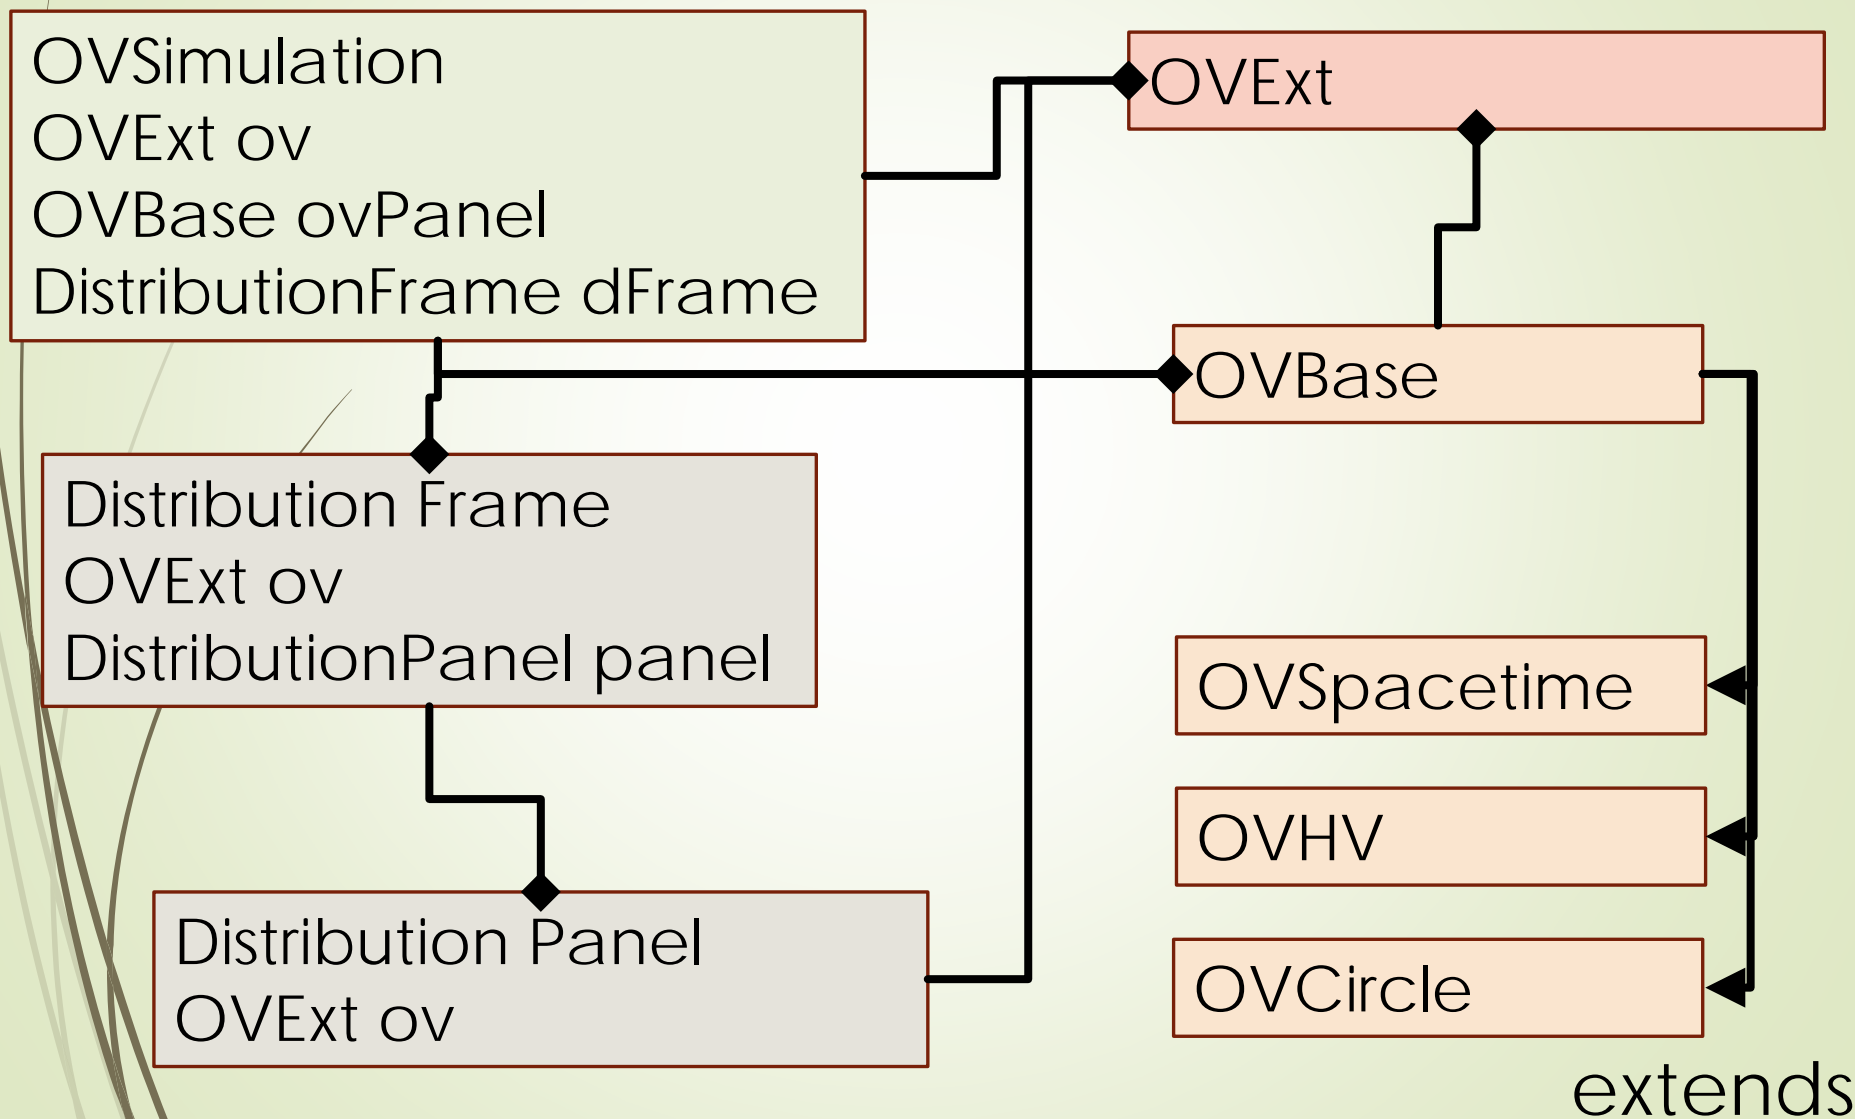 OVSimulation
OVExt ov
OVBase ovPanel
DistributionFrame dFrame
OVExt
OVBase
Distribution Frame
OVExt ov
DistributionPanel panel
OVSpacetime
OVHV
Distribution Panel
OVExt ov
OVCircle
extends